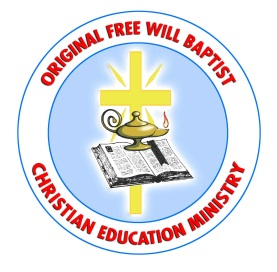 ORIGINAL FREE WILL BAPTIST
CHRISTIAN EDUCATION MINISTRY